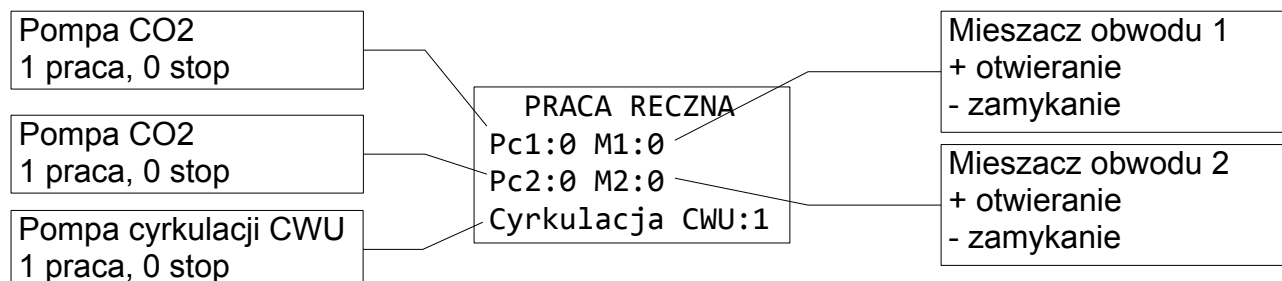 Pompa CO2
1 praca, 0 stop
Pompa CO2
1 praca, 0 stop
Pompa cyrkulacji CWU
1 praca, 0 stop
PRACA RECZNA
Pc1:0 M1:0
Pc2:0 M2:0
Cyrkulacja CWU:1
Mieszacz obwodu 1
+ otwieranie
- zamykanie
Mieszacz obwodu 2
+ otwieranie
- zamykanie